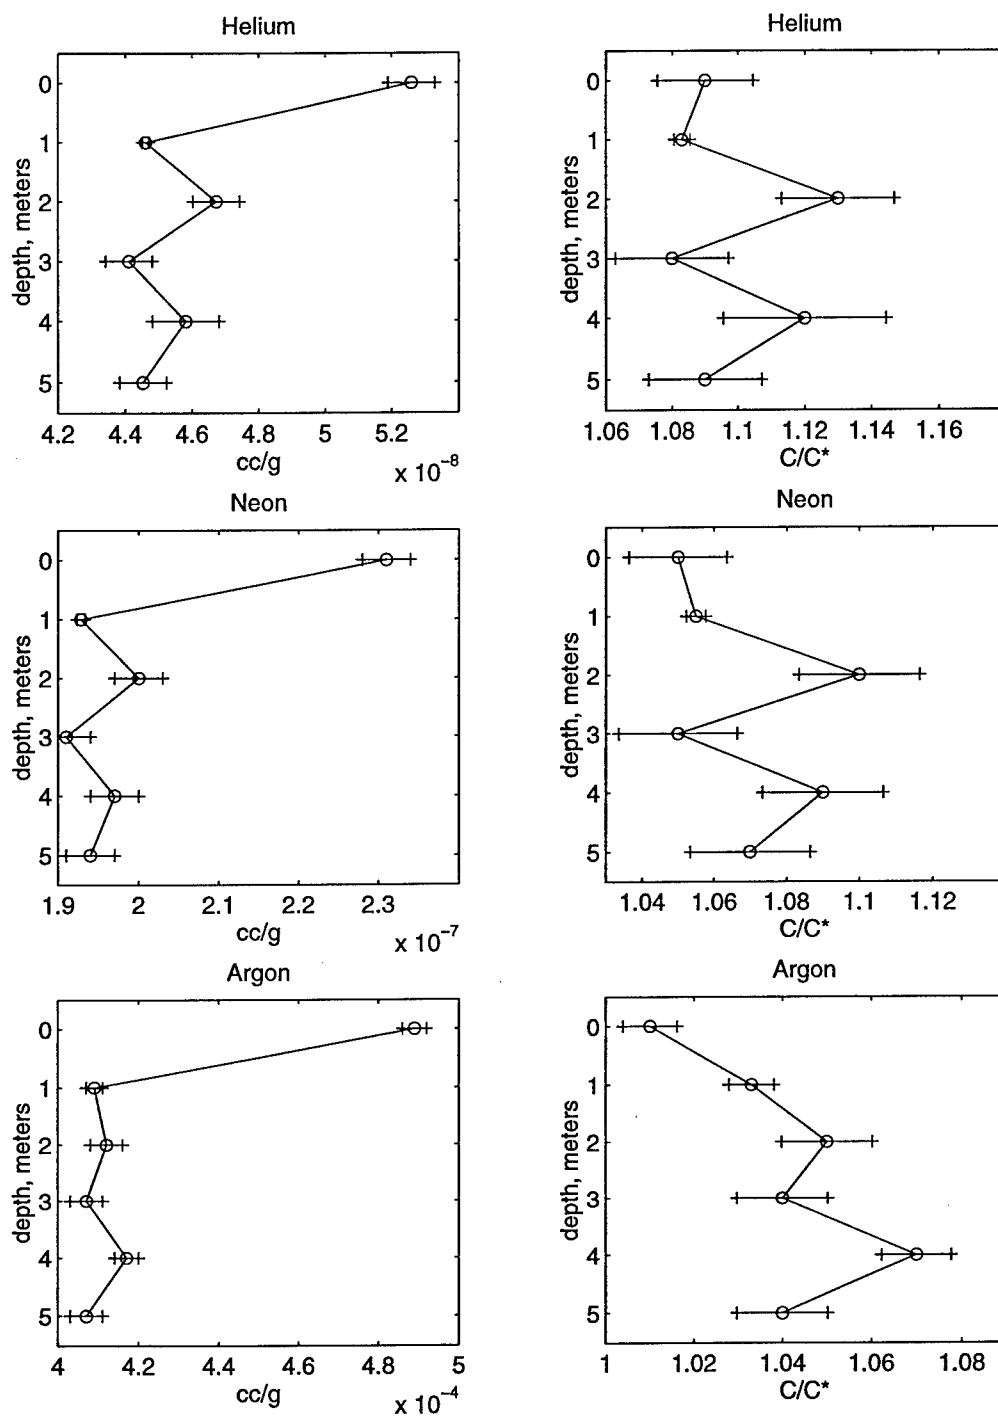 Helium
0
1
2
3
4
5
depth, meters
4.2 4.4 4.6 4.8 5 5.2
cc/g
x 10⁻⁸
Helium
0
1
2
3
4
5
depth, meters
1.06 1.08 1.1 1.12 1.14 1.16
C/C*
Neon
0
1
2
3
4
5
depth, meters
1.9 2 2.1 2.2 2.3
cc/g
x 10⁻⁷
Neon
0
1
2
3
4
5
depth, meters
1.04 1.06 1.08 1.1 1.12
C/C*
Argon
0
1
2
3
4
5
depth, meters
4 4.2 4.4 4.6 4.8 5
cc/g
x 10⁻⁴
Argon
0
1
2
3
4
5
depth, meters
1 1.02 1.04 1.06 1.08
C/C*